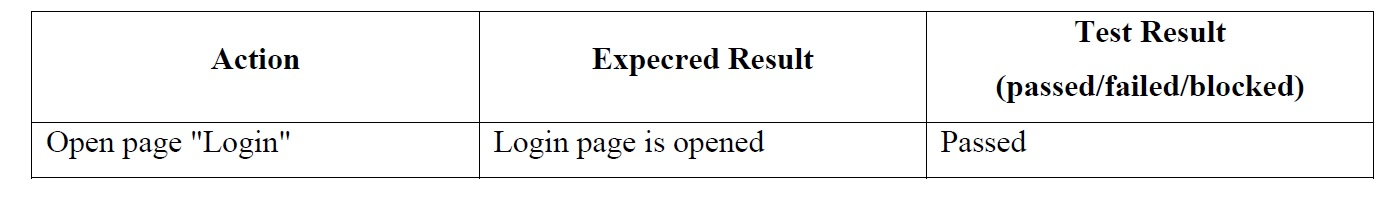 Action
Expecred Result
Test Result
(passed/failed/blocked)
Open page "Login"
Login page is opened
Passed